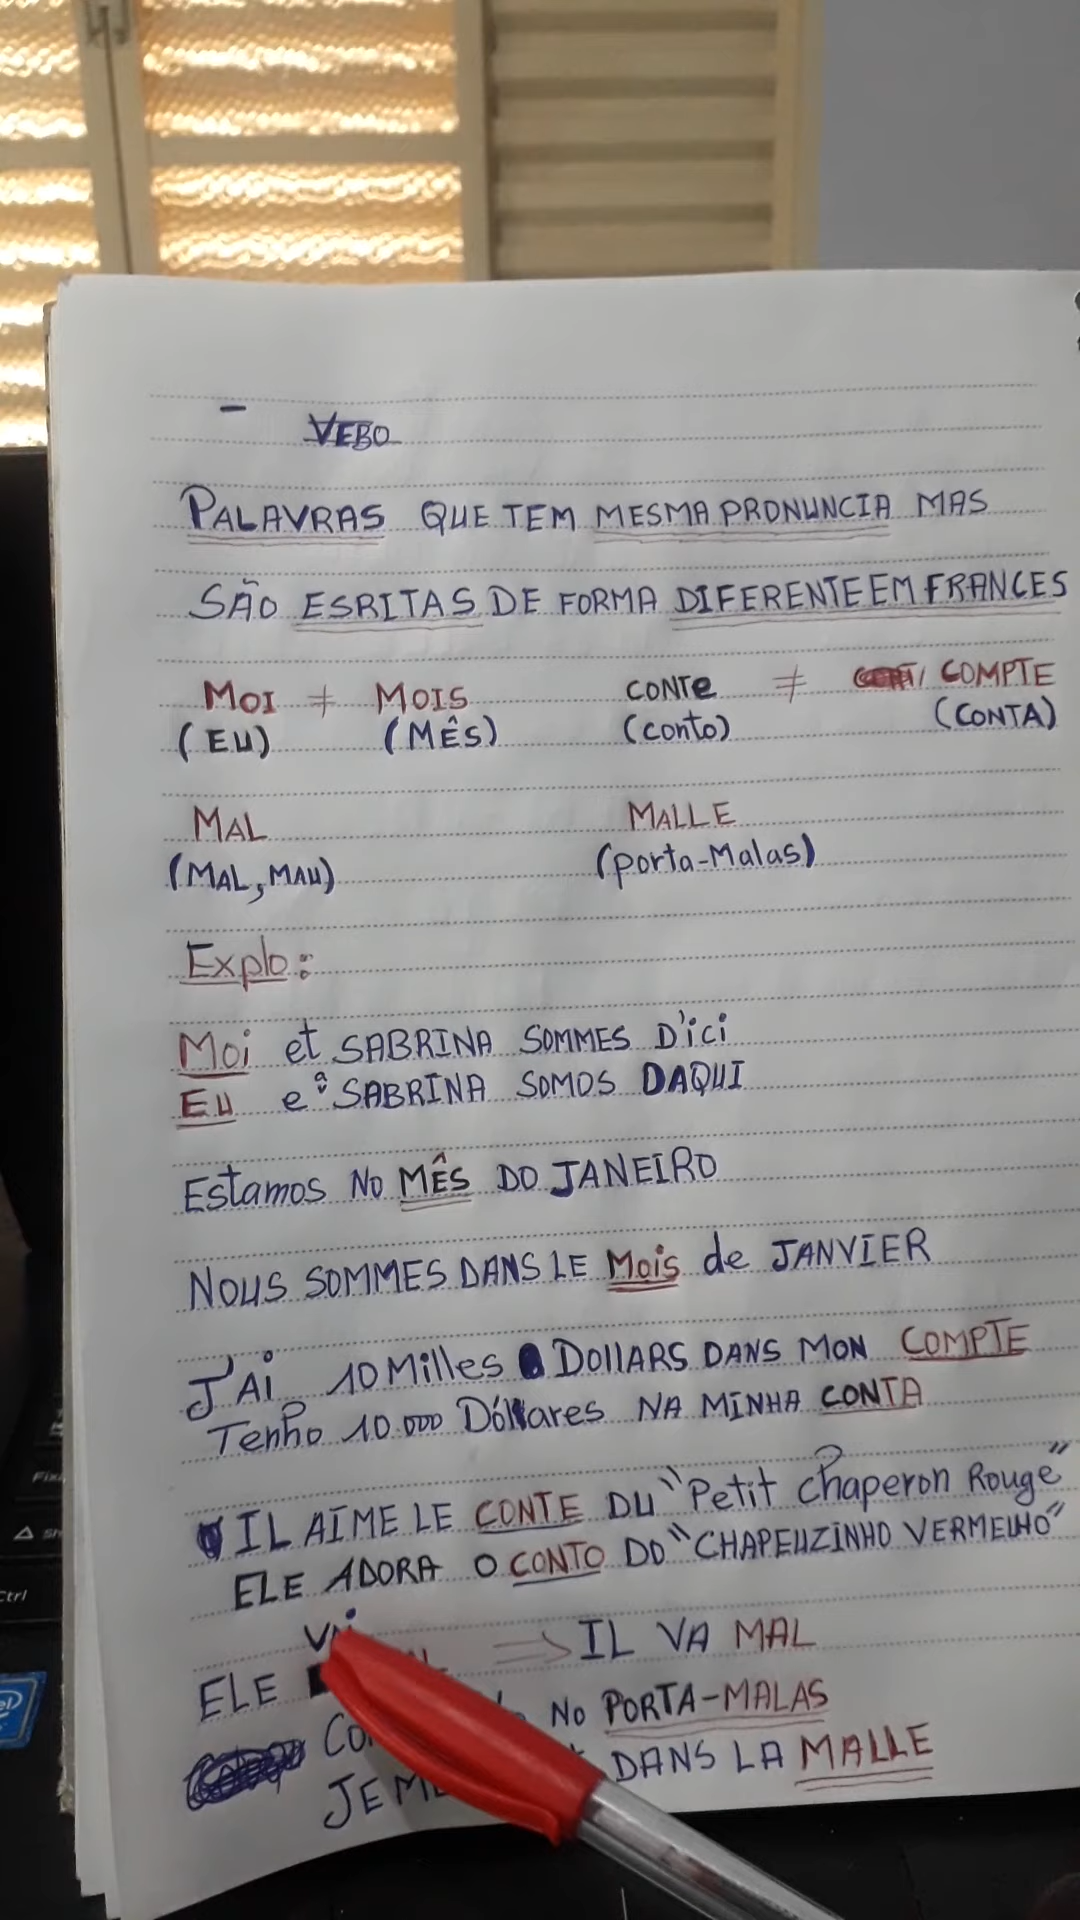 VEBO
PALAVRAS QUE TEM MESMA PRONUNCIA MAS
SÃO ESRITAS DE FORMA DIFERENTE EM FRANCES
MOI ≠ MOIS CONTE ≠ COMPTE
(EU) (MÊS) (conto) (CONTA)
MAL MALLE
(MAL, MAU) (porta-Malas)
Explo:
Moi et SABRINA SOMMES D'ici
EU e a SABRINA SOMOS DAQUI
Estamos NO MÊS DO JANEIRO
NOUS SOMMES DANS LE Mois de JANVIER
J'Ai 10 Milles DOllARS DANS MON COMPTE
Tenho 10.000 Dólares NA MINHA CONTA
IL AIME LE CONTE DU "Petit chaperon Rouge"
ELE ADORA O CONTO DO "CHAPEUZINHO VERMELHO"
ELE => IL VA MAL
NO PORTA-MALAS
JE DANS LA MALLE
Ctrl